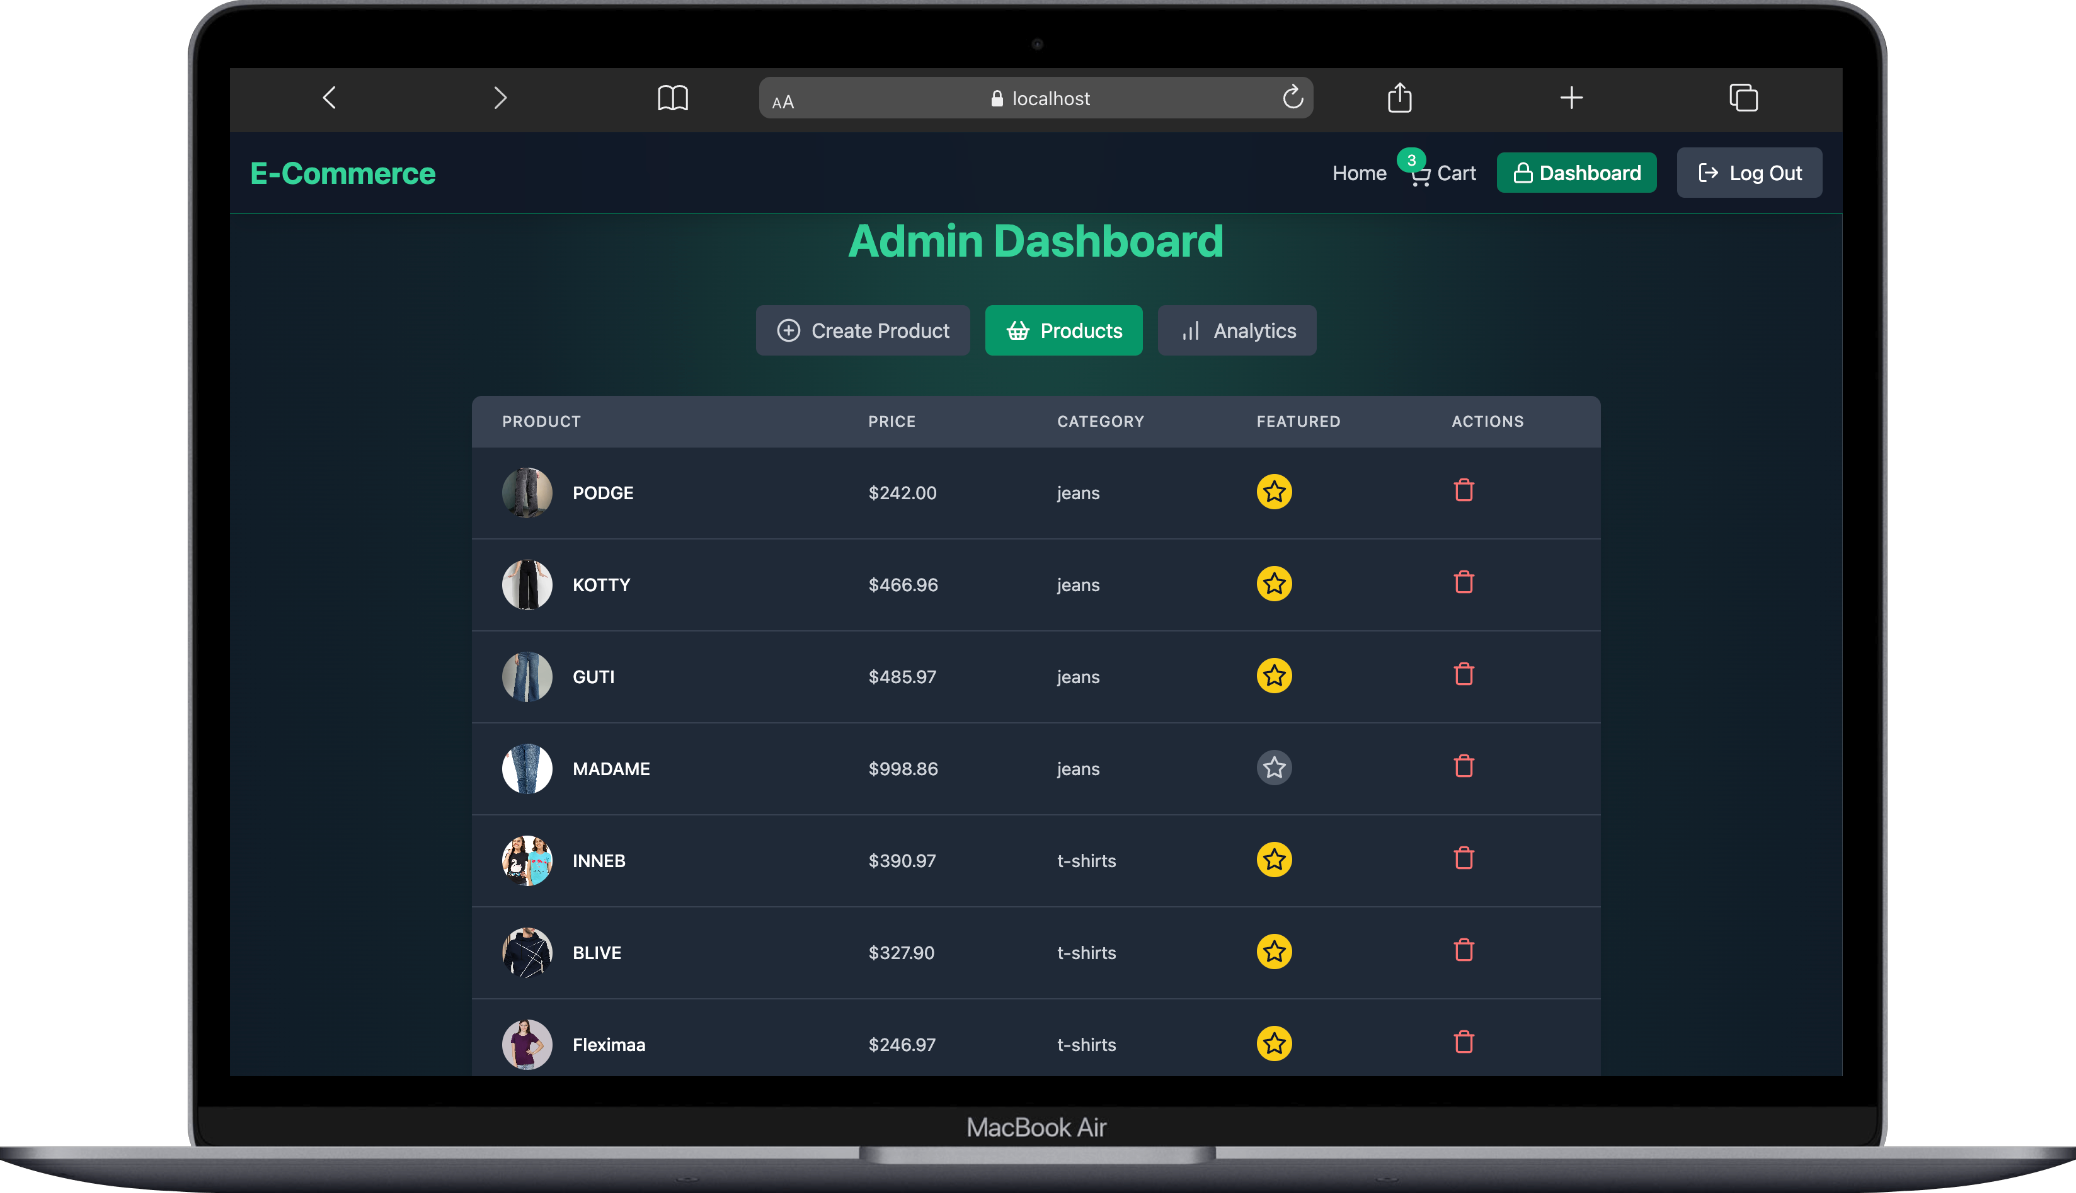 AA localhost
E-Commerce Home 3 Cart Dashboard Log Out
Admin Dashboard
Create Product Products Analytics
PRODUCT PRICE CATEGORY FEATURED ACTIONS
PODGE $242.00 jeans
KOTTY $466.96 jeans
GUTI $485.97 jeans
MADAME $998.86 jeans
INNEB $390.97 t-shirts
BLIVE $327.90 t-shirts
Fleximaa $246.97 t-shirts
MacBook Air